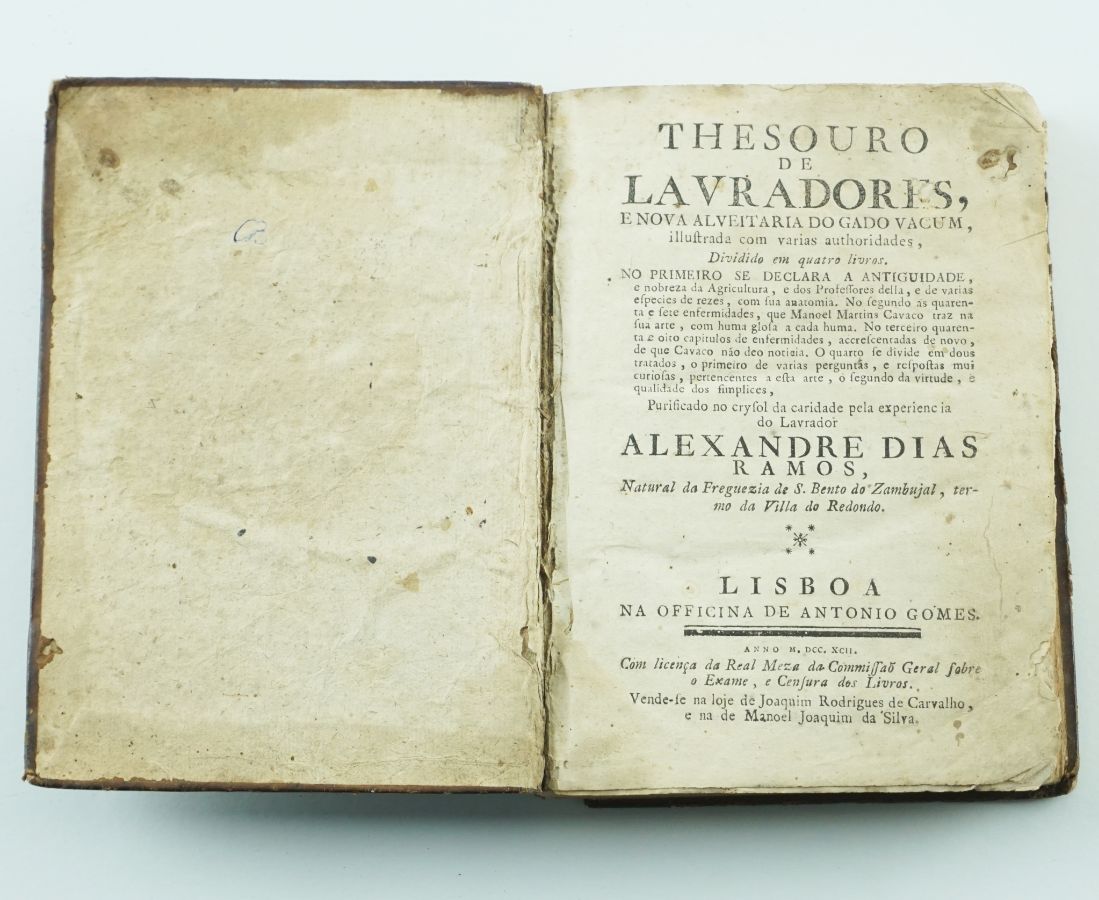 THESOURO
DE
LAVRADORES,
E NOVA ALVEITARIA DO GADO VACUM,
illuſtrada com varias authoridades,
Dividido em quatro livros.
NO PRIMEIRO SE DECLARA A ANTIGUIDADE,
e nobreza da Agricultura, e dos Profeſſores deſſa, e de varias
eſpecies de rezes, com ſua anatomia. No ſegundo as quaren-
ta e ſete enfermidades, que Manoel Martins Cavaco traz na
ſua arte, com huma gloſa a cada huma. No terceiro quaren-
ta e oito capitulos de enfermidades, accreſcentadas de novo,
de que Cavaco não deo noticia. O quarto ſe divide em dous
tratados, o primeiro de varias perguntas, e reſpoſtas mui
curioſas, pertencentes a eſta arte, o ſegundo da virtude, e
qualidade dos ſimplices,
Purificado no cryſol da caridade pela experiencia
do Lavrador
ALEXANDRE DIAS
RAMOS,
Natural da Freguezia de S. Bento do Zambujal, ter-
mo da Villa do Redondo.
LISBOA
NA OFFICINA DE ANTONIO GOMES.
ANNO M. DCC. XCII.
Com licença da Real Meza da Commiſſaõ Geral ſobre
o Exame, e Cenſura dos Livros.
Vende-ſe na loje de Joaquim Rodrigues de Carvalho,
e na de Manoel Joaquim da Silva.